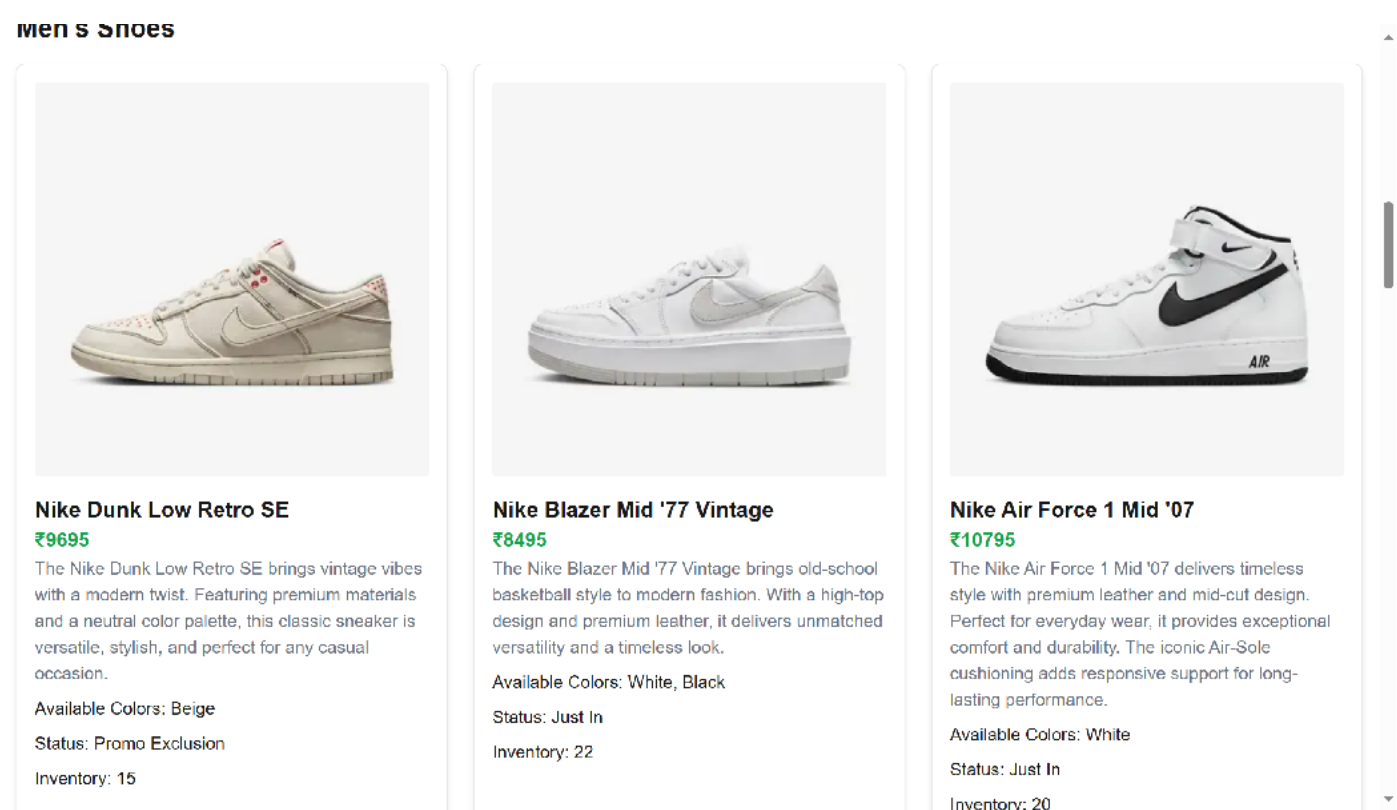 Men's Shoes
AIR
Nike Dunk Low Retro SE
₹9695
The Nike Dunk Low Retro SE brings vintage vibes
with a modern twist. Featuring premium materials
and a neutral color palette, this classic sneaker is
versatile, stylish, and perfect for any casual
occasion.
Available Colors: Beige
Status: Promo Exclusion
Inventory: 15
Nike Blazer Mid '77 Vintage
₹8495
The Nike Blazer Mid '77 Vintage brings old-school
basketball style to modern fashion. With a high-top
design and premium leather, it delivers unmatched
versatility and a timeless look.
Available Colors: White, Black
Status: Just In
Inventory: 22
Nike Air Force 1 Mid '07
₹10795
The Nike Air Force 1 Mid '07 delivers timeless
style with premium leather and mid-cut design.
Perfect for everyday wear, it provides exceptional
comfort and durability. The iconic Air-Sole
cushioning adds responsive support for long-
lasting performance.
Available Colors: White
Status: Just In
Inventory: 20